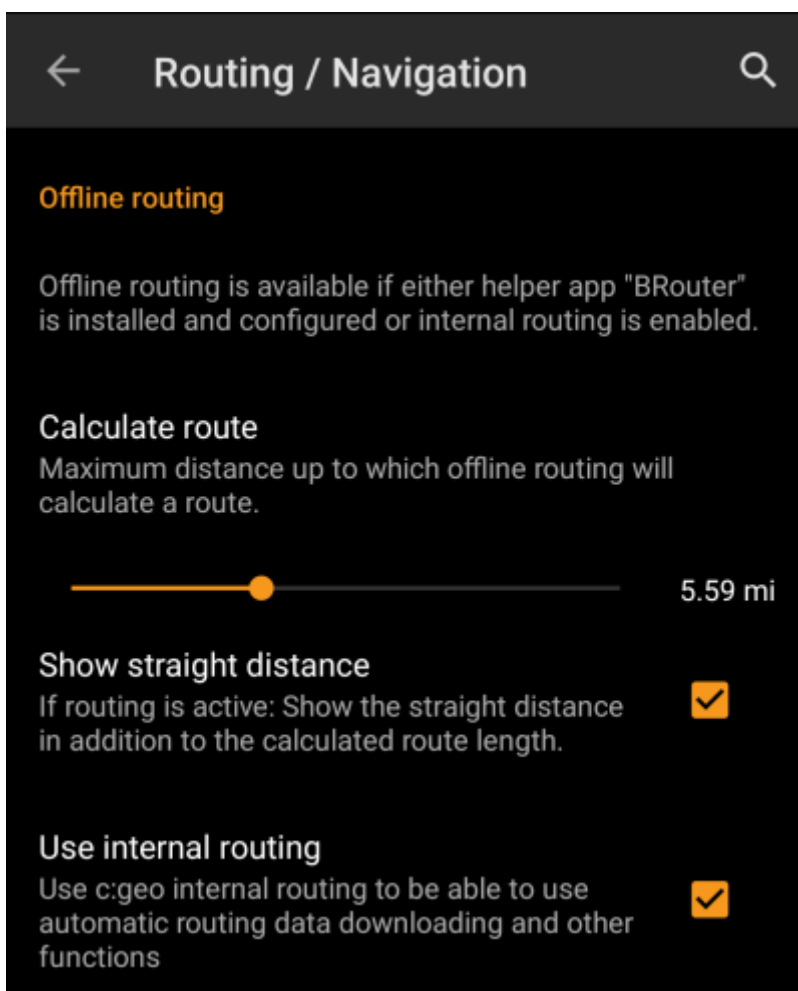 Routing / Navigation
Offline routing
Offline routing is available if either helper app "BRouter"
is installed and configured or internal routing is enabled.
Calculate route
Maximum distance up to which offline routing will
calculate a route.
5.59 mi
Show straight distance
If routing is active: Show the straight distance
in addition to the calculated route length.
Use internal routing
Use c:geo internal routing to be able to use
automatic routing data downloading and other
functions